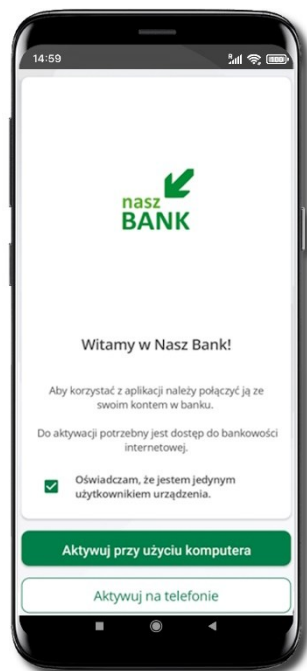 14:59
nasz
BANK
Witamy w Nasz Bank!
Aby korzystać z aplikacji należy połączyć ją ze
swoim kontem w banku.
Do aktywacji potrzebny jest dostęp do bankowości
internetowej.
Oświadczam, że jestem jedynym
użytkownikiem urządzenia.
Aktywuj przy użyciu komputera
Aktywuj na telefonie